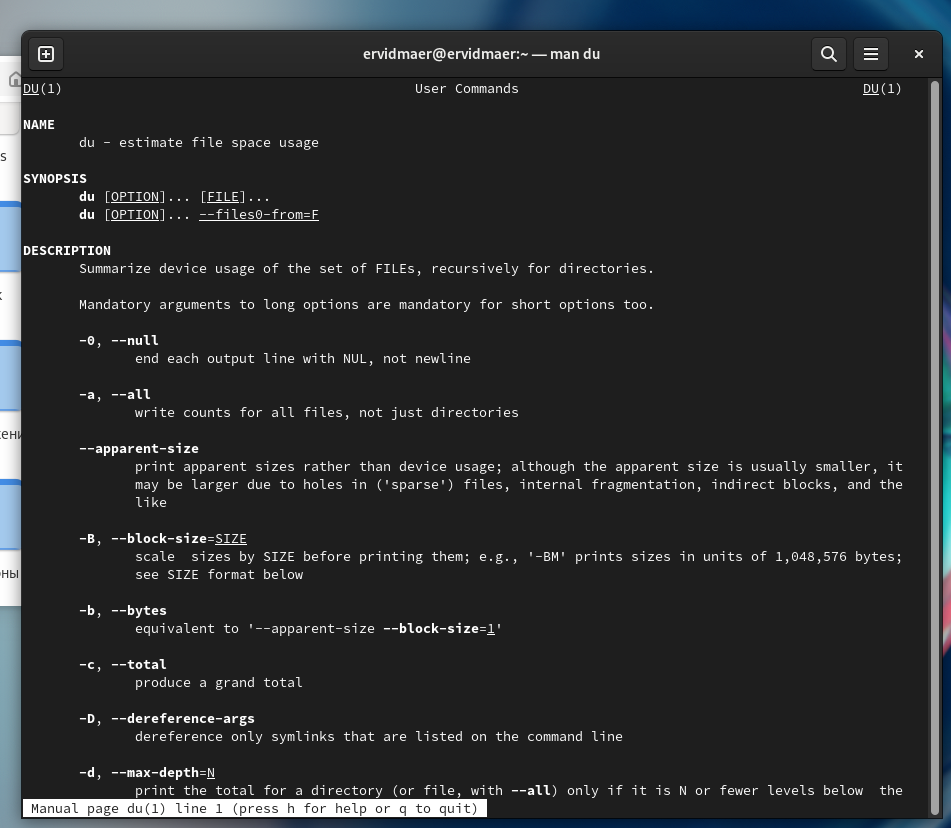 ervidmaer@ervidmaer:~ — man du
DU(1) User Commands DU(1)
NAME
du - estimate file space usage
SYNOPSIS
du [OPTION]... [FILE]...
du [OPTION]... --files0-from=F
DESCRIPTION
Summarize device usage of the set of FILEs, recursively for directories.
Mandatory arguments to long options are mandatory for short options too.
-0, --null
end each output line with NUL, not newline
-a, --all
write counts for all files, not just directories
--apparent-size
print apparent sizes rather than device usage; although the apparent size is usually smaller, it
may be larger due to holes in ('sparse') files, internal fragmentation, indirect blocks, and the
like
-B, --block-size=SIZE
scale  sizes by SIZE before printing them; e.g., '-BM' prints sizes in units of 1,048,576 bytes;
see SIZE format below
-b, --bytes
equivalent to '--apparent-size --block-size=1'
-c, --total
produce a grand total
-D, --dereference-args
dereference only symlinks that are listed on the command line
-d, --max-depth=N
print the total for a directory (or file, with --all) only if it is N or fewer levels below  the
Manual page du(1) line 1 (press h for help or q to quit)